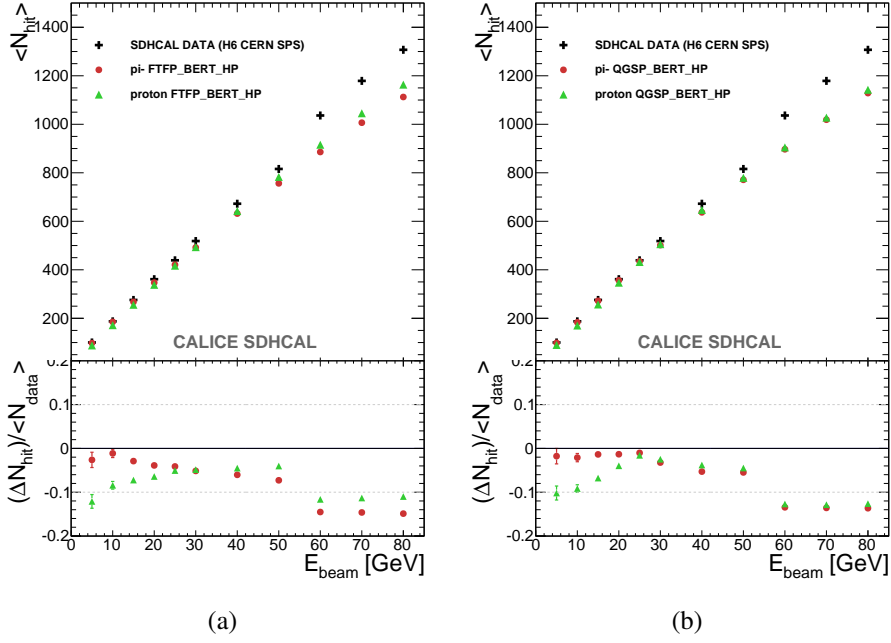 <N_hit>
1400
1200
1000
800
600
400
200
SDHCAL DATA (H6 CERN SPS)
pi- FTFP_BERT_HP
proton FTFP_BERT_HP
CALICE SDHCAL
(ΔN_hit)/<N_data>
0.2
0.1
0
-0.1
-0.2
0 10 20 30 40 50 60 70 80
E_beam [GeV]
(a)
<N_hit>
1400
1200
1000
800
600
400
200
SDHCAL DATA (H6 CERN SPS)
pi- QGSP_BERT_HP
proton QGSP_BERT_HP
CALICE SDHCAL
(ΔN_hit)/<N_data>
0.2
0.1
0
-0.1
-0.2
0 10 20 30 40 50 60 70 80
E_beam [GeV]
(b)